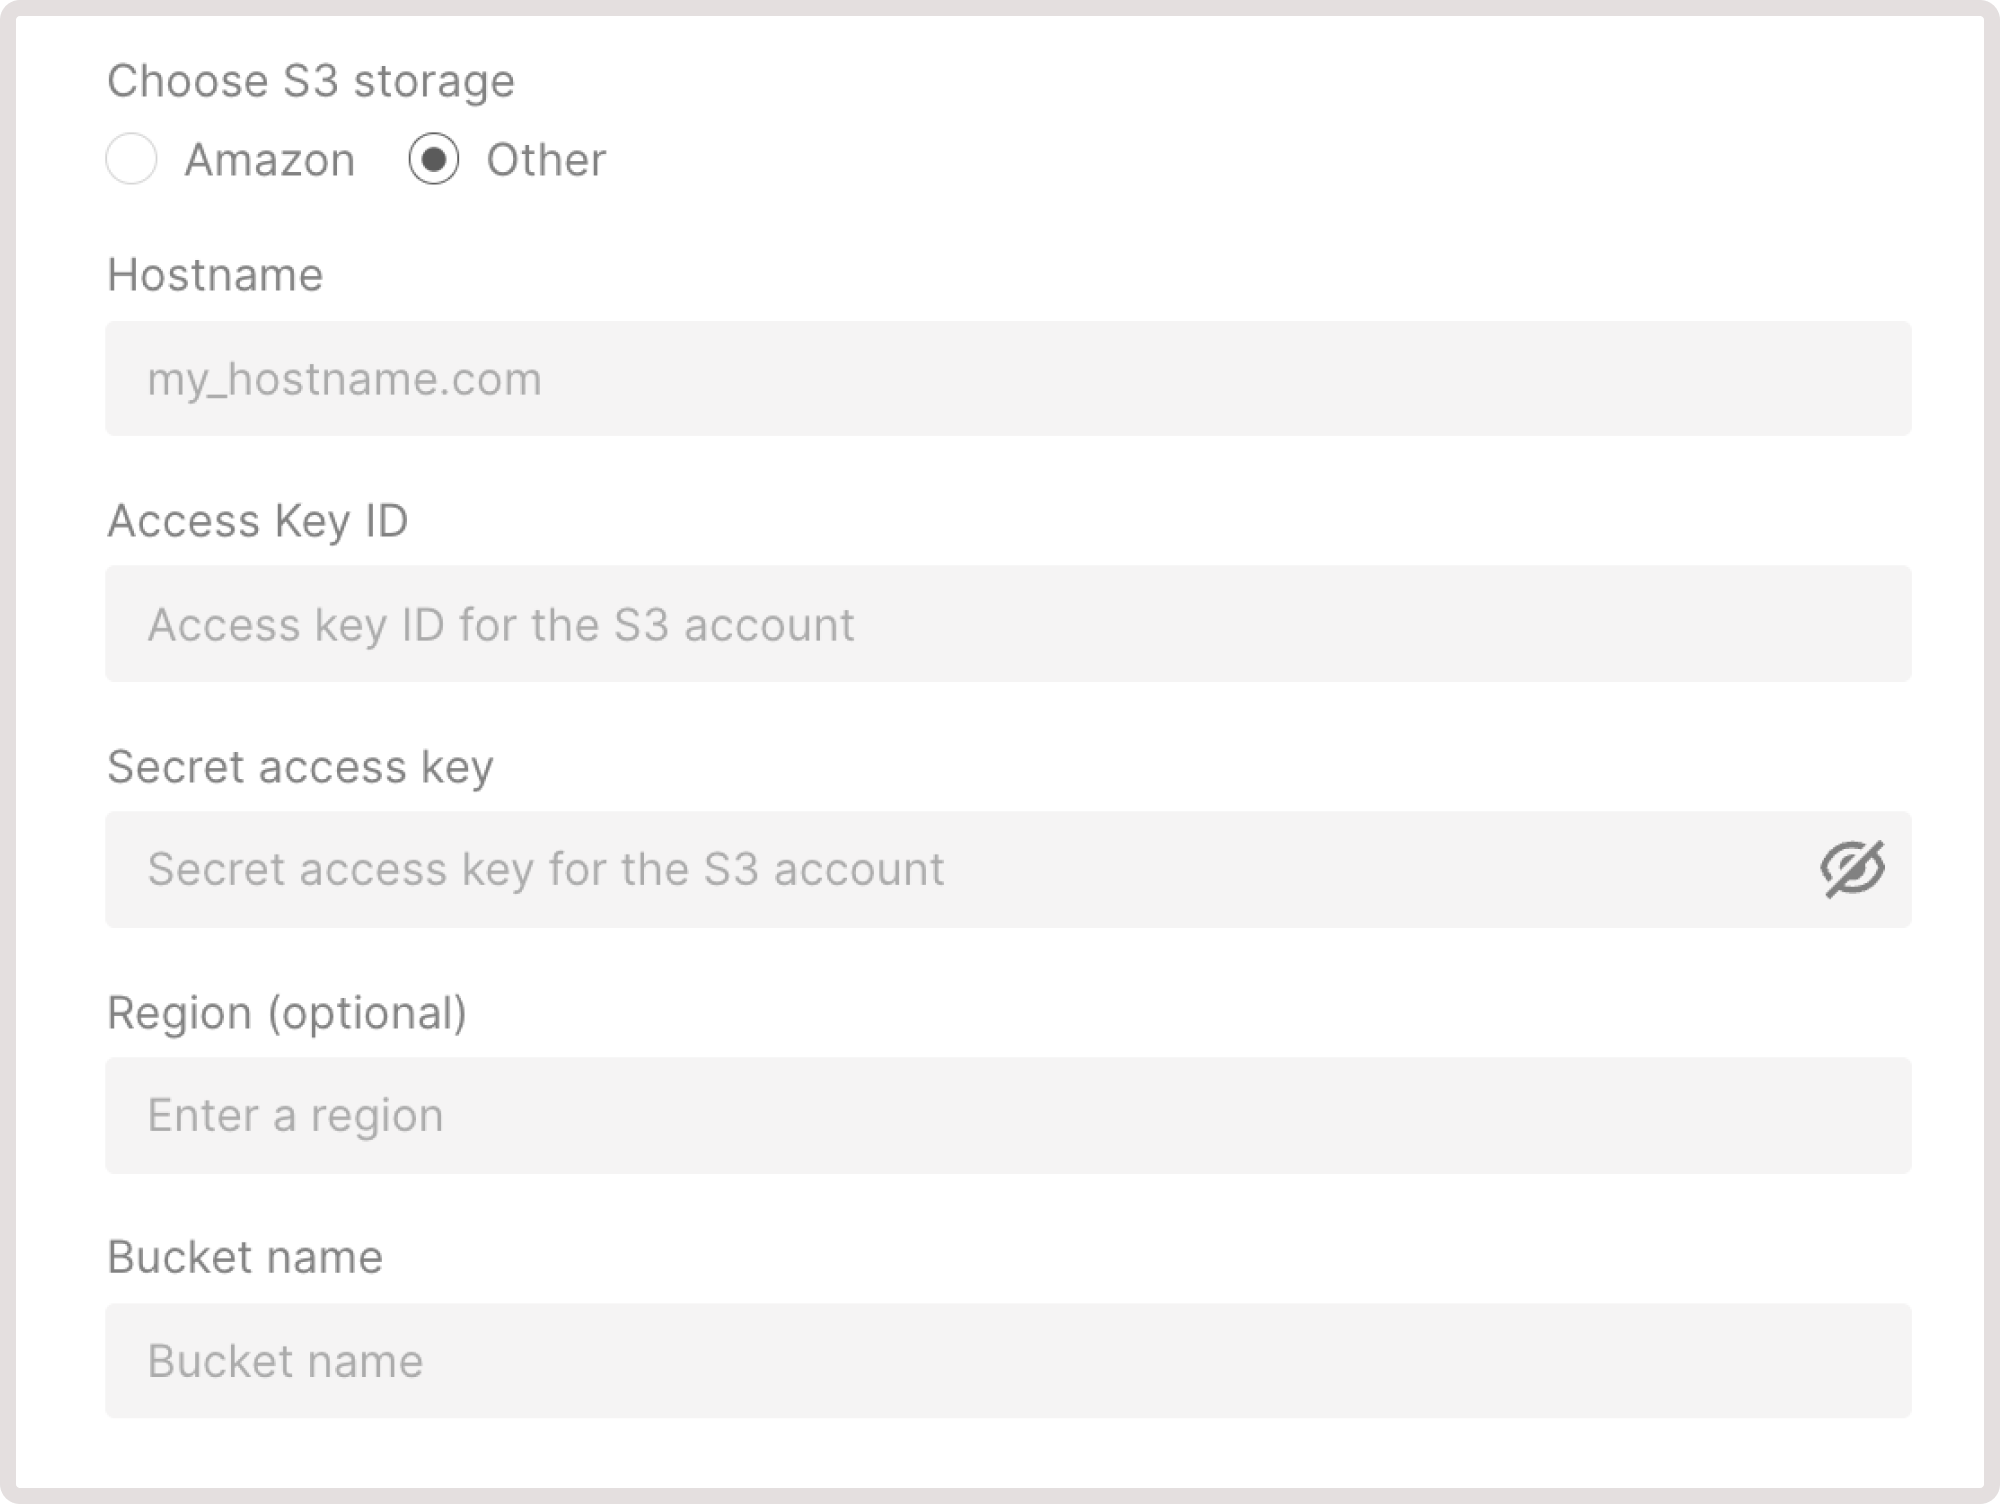 Choose S3 storage
Amazon Other
Hostname
my_hostname.com
Access Key ID
Access key ID for the S3 account
Secret access key
Secret access key for the S3 account
Region (optional)
Enter a region
Bucket name
Bucket name